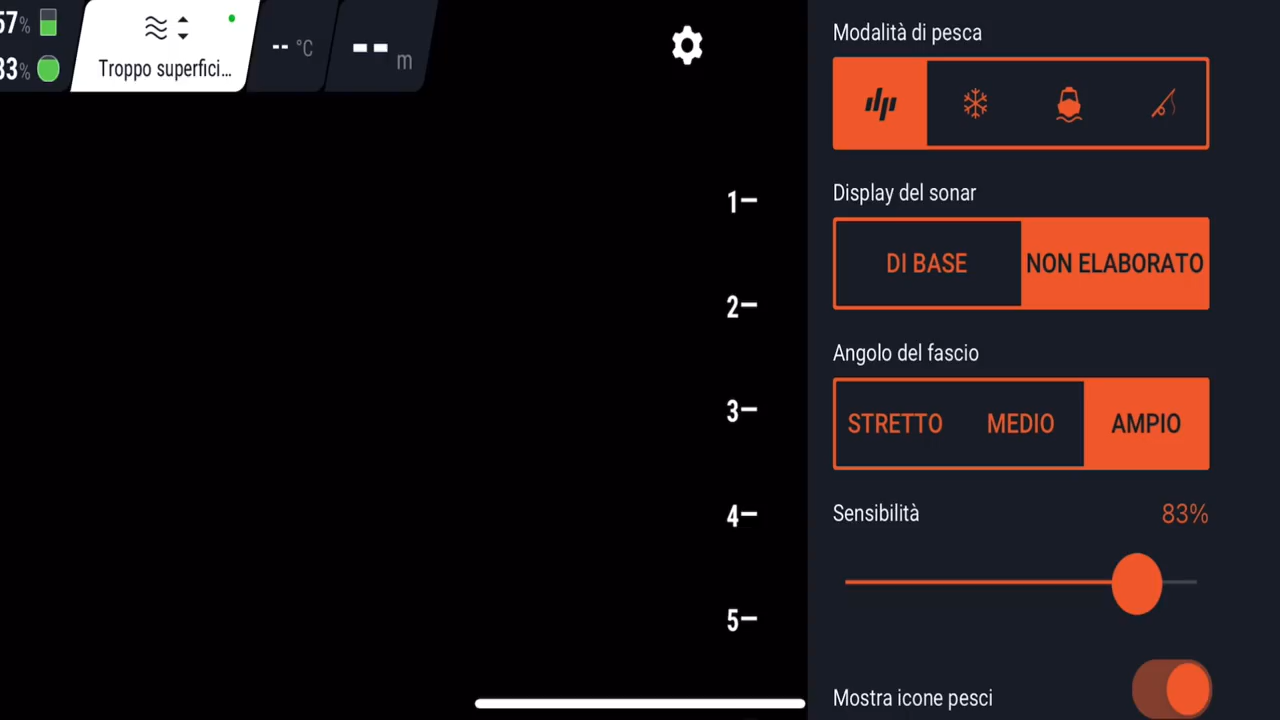 57%
83%
Troppo superfici...
-- °C
-- m
1
2
3
4
5
Modalità di pesca
Display del sonar
DI BASE
NON ELABORATO
Angolo del fascio
STRETTO
MEDIO
AMPIO
Sensibilità
83%
Mostra icone pesci